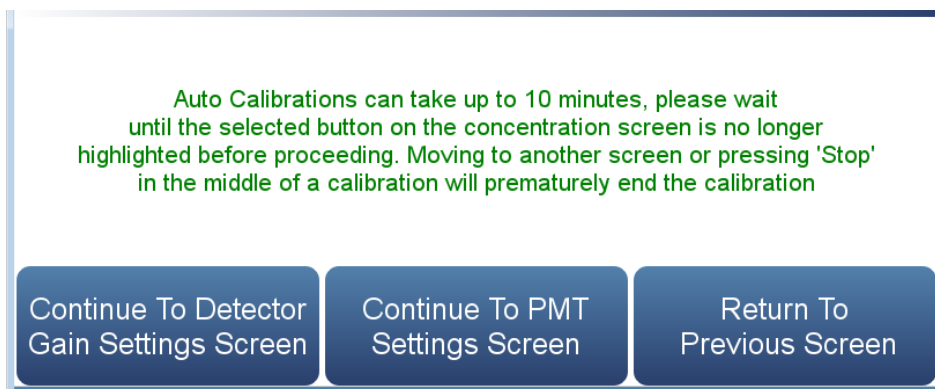 Auto Calibrations can take up to 10 minutes, please wait
until the selected button on the concentration screen is no longer
highlighted before proceeding. Moving to another screen or pressing 'Stop'
in the middle of a calibration will prematurely end the calibration
Continue To Detector
Gain Settings Screen
Continue To PMT
Settings Screen
Return To
Previous Screen